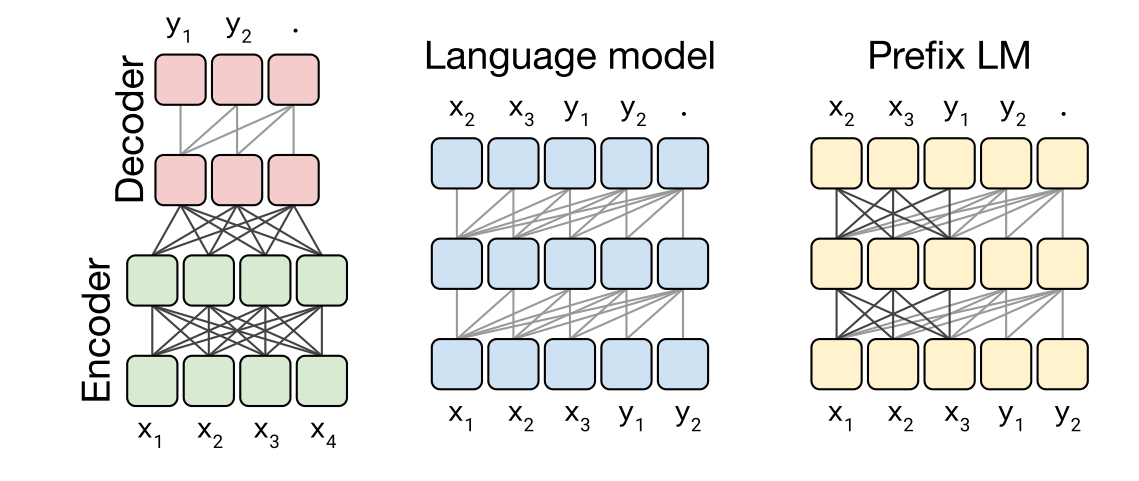 y1 y2 .
Decoder
Encoder
x1 x2 x3 x4
Language model
x2 x3 y1 y2 .
x1 x2 x3 y1 y2
Prefix LM
x2 x3 y1 y2 .
x1 x2 x3 y1 y2